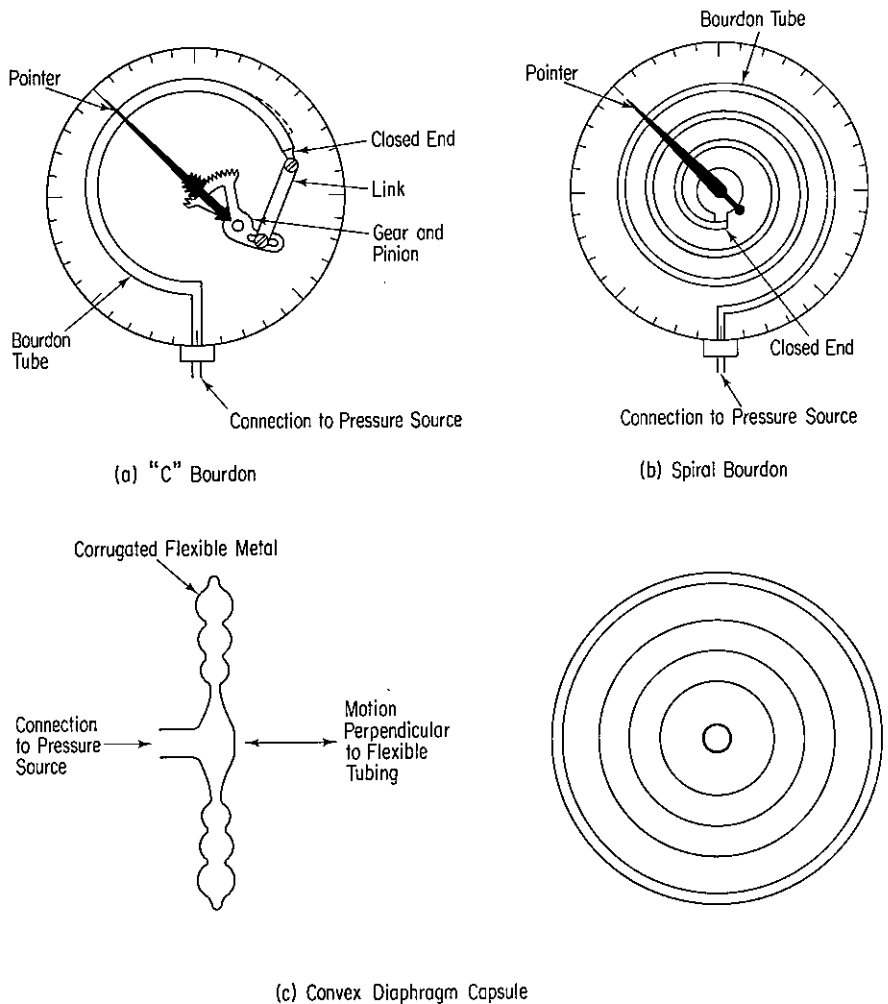 Pointer
Closed End
Link
Gear and
Pinion
Bourdon
Tube
Connection to Pressure Source
(a) "C" Bourdon
Bourdon Tube
Pointer
Closed End
Connection to Pressure Source
(b) Spiral Bourdon
Corrugated Flexible Metal
Connection
to Pressure
Source
Motion
Perpendicular
to Flexible
Tubing
(c) Convex Diaphragm Capsule